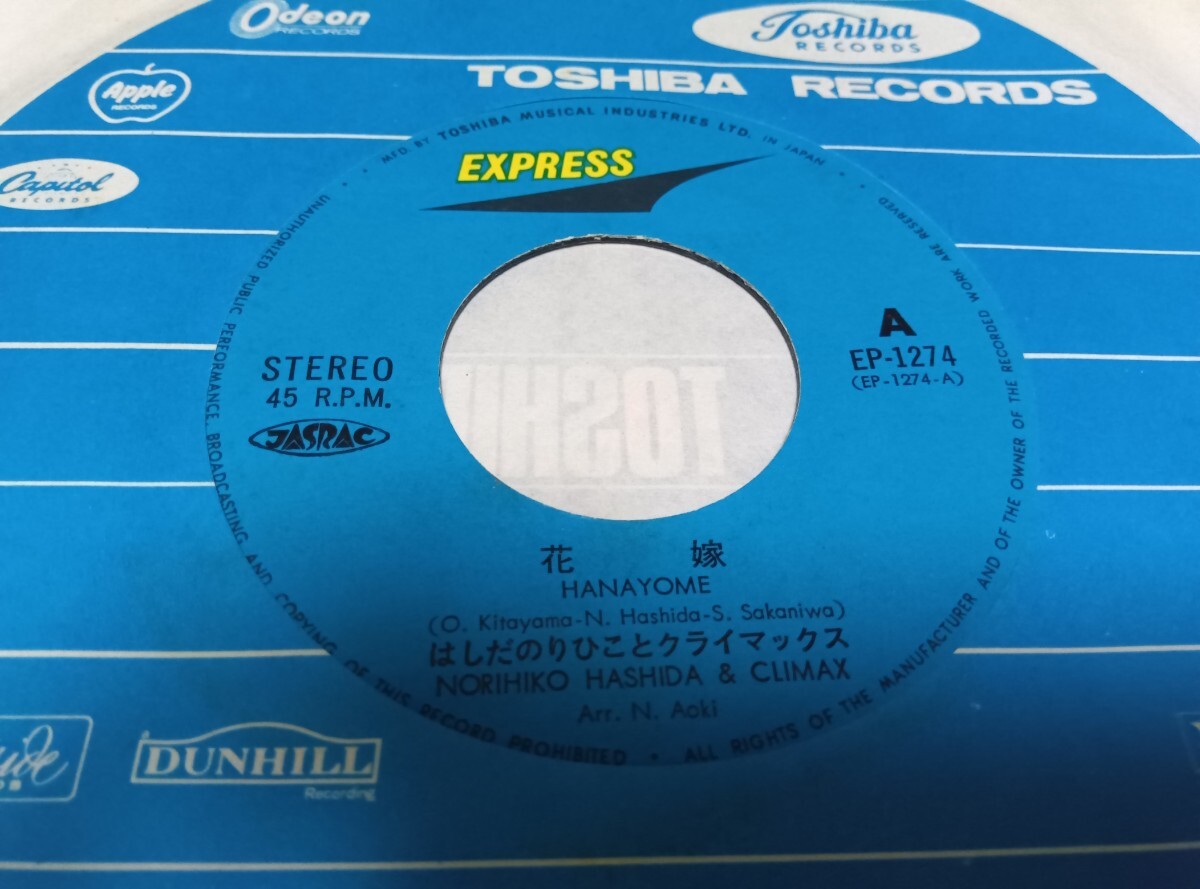 Odeon
RECORDS
Toshiba
RECORDS
Apple
RECORDS
TOSHIBA RECORDS
Capitol
RECORDS
MFD. BY TOSHIBA MUSICAL INDUSTRIES LTD. IN JAPAN
EXPRESS
UNAUTHORIZED PUBLIC PERFORMANCE, BROADCASTING AND COPYING OF THIS RECORD PROHIBITED • ALL RIGHTS OF THE MANUFACTURER AND OF THE OWNER OF THE RECORDED WORK ARE RESERVED
A
EP-1274
(EP-1274-A)
STEREO
45 R.P.M.
JASRAC
TOSHI
花嫁
HANAYOME
(O. Kitayama-N. Hashida-S. Sakaniwa)
はしだのりひことクライマックス
NORIHIKO HASHIDA & CLIMAX
Arr. N. Aoki
DUNHILL
Recording